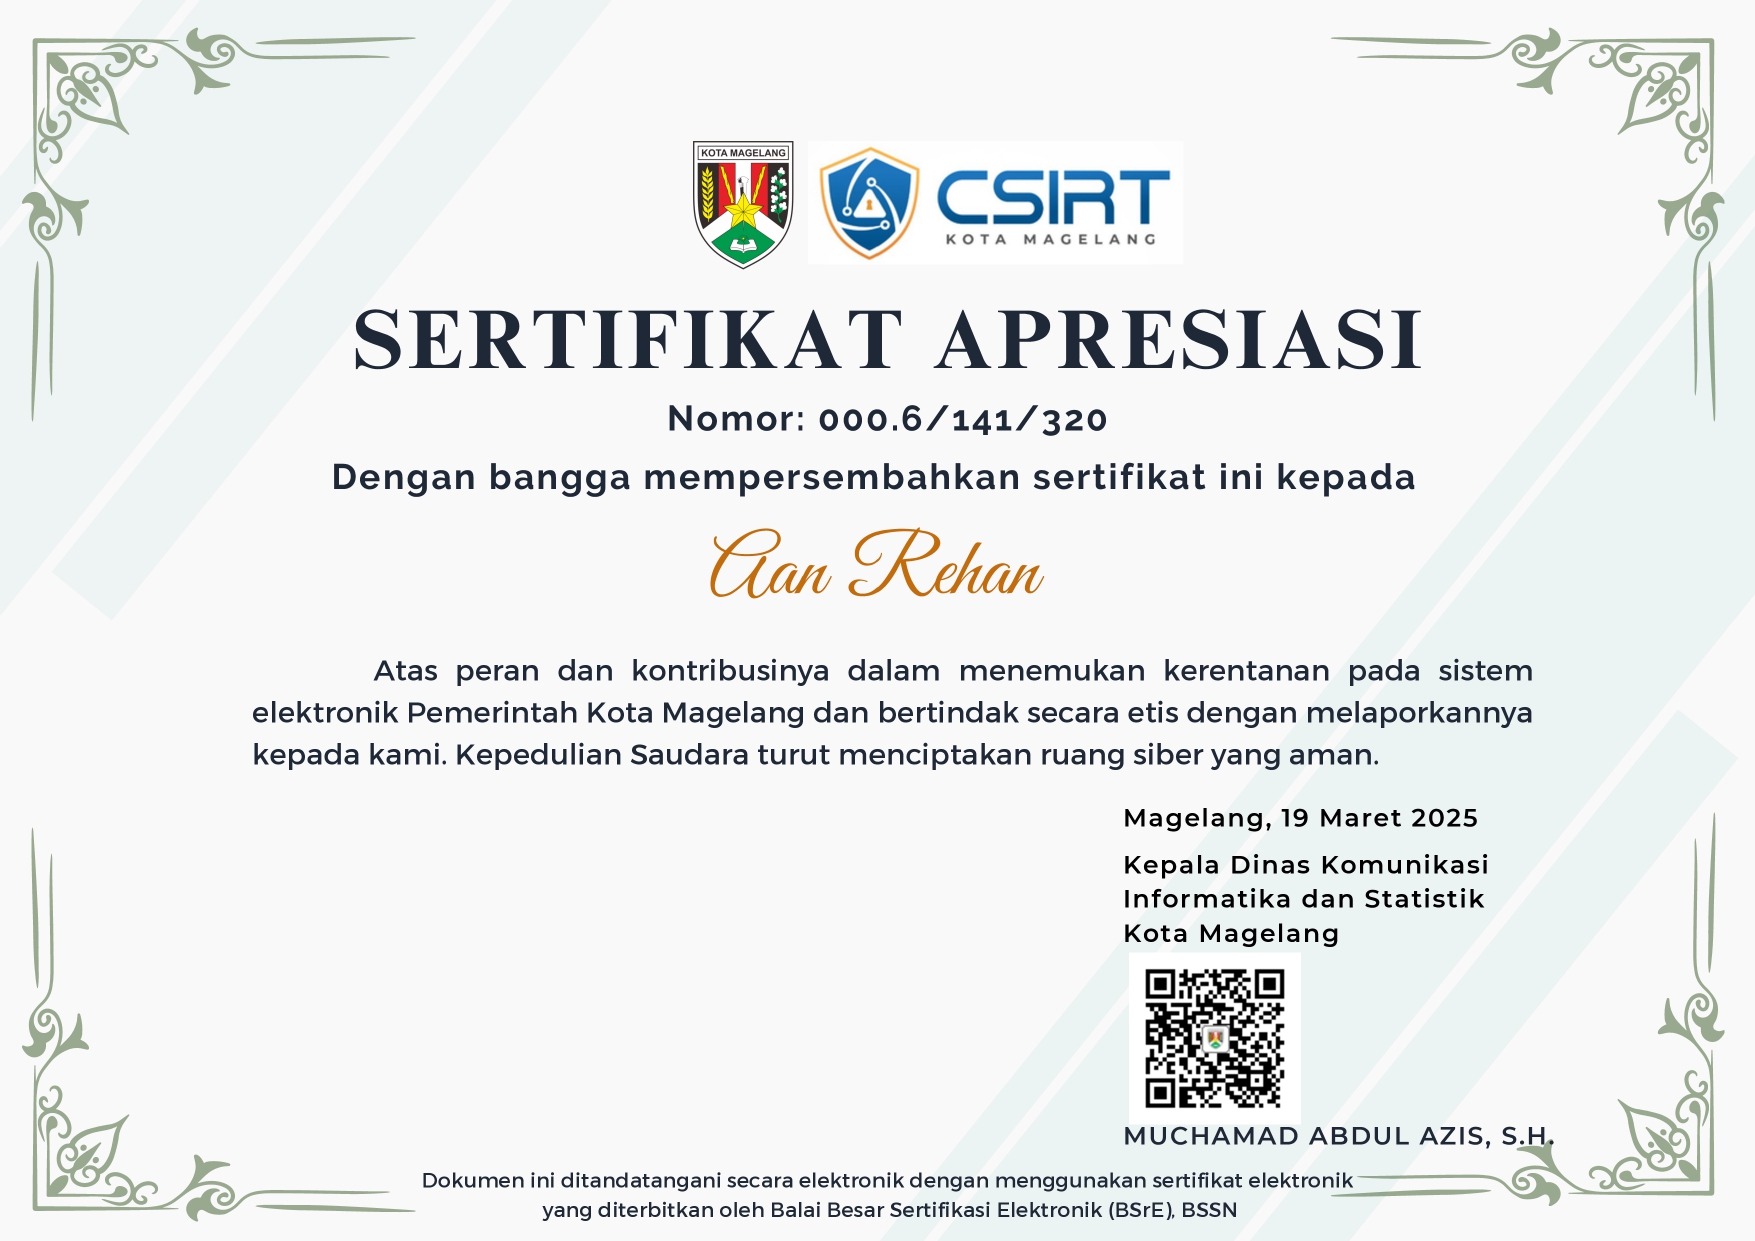 KOTA MAGELANG
CSIRT
KOTA MAGELANG
SERTIFIKAT APRESIASI
Nomor: 000.6/141/320
Dengan bangga mempersembahkan sertifikat ini kepada
Aan Rehan
Atas peran dan kontribusinya dalam menemukan kerentanan pada sistem
elektronik Pemerintah Kota Magelang dan bertindak secara etis dengan melaporkannya
kepada kami. Kepedulian Saudara turut menciptakan ruang siber yang aman.
Magelang, 19 Maret 2025
Kepala Dinas Komunikasi
Informatika dan Statistik
Kota Magelang
MUCHAMAD ABDUL AZIS, S.H.
Dokumen ini ditandatangani secara elektronik dengan menggunakan sertifikat elektronik
yang diterbitkan oleh Balai Besar Sertifikasi Elektronik (BSrE), BSSN